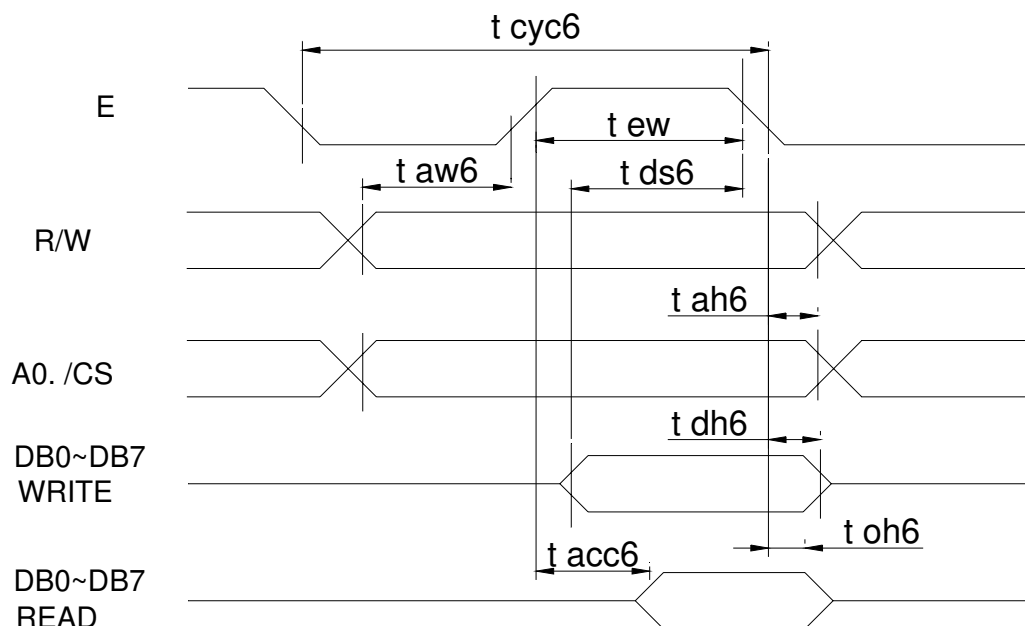 t cyc6
E
t ew
t aw6
t ds6
R/W
t ah6
A0. /CS
t dh6
DB0~DB7
WRITE
t oh6
t acc6
DB0~DB7
READ